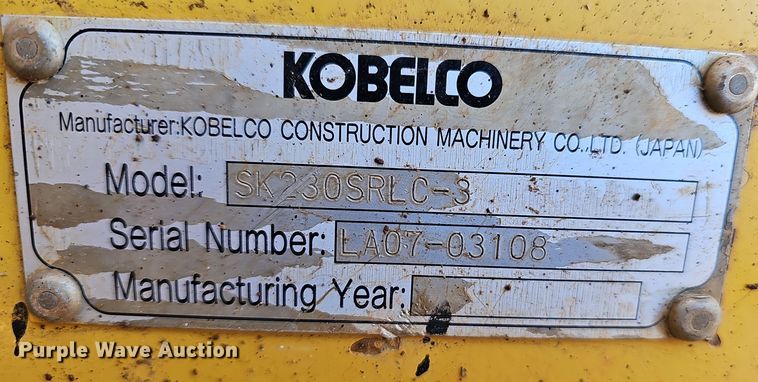 KOBELCO
Manufacturer:KOBELCO CONSTRUCTION MACHINERY CO.,LTD. (JAPAN)
Model: SK230SRLC-3
Serial Number: LA07-03108
Manufacturing Year:
Purple Wave Auction